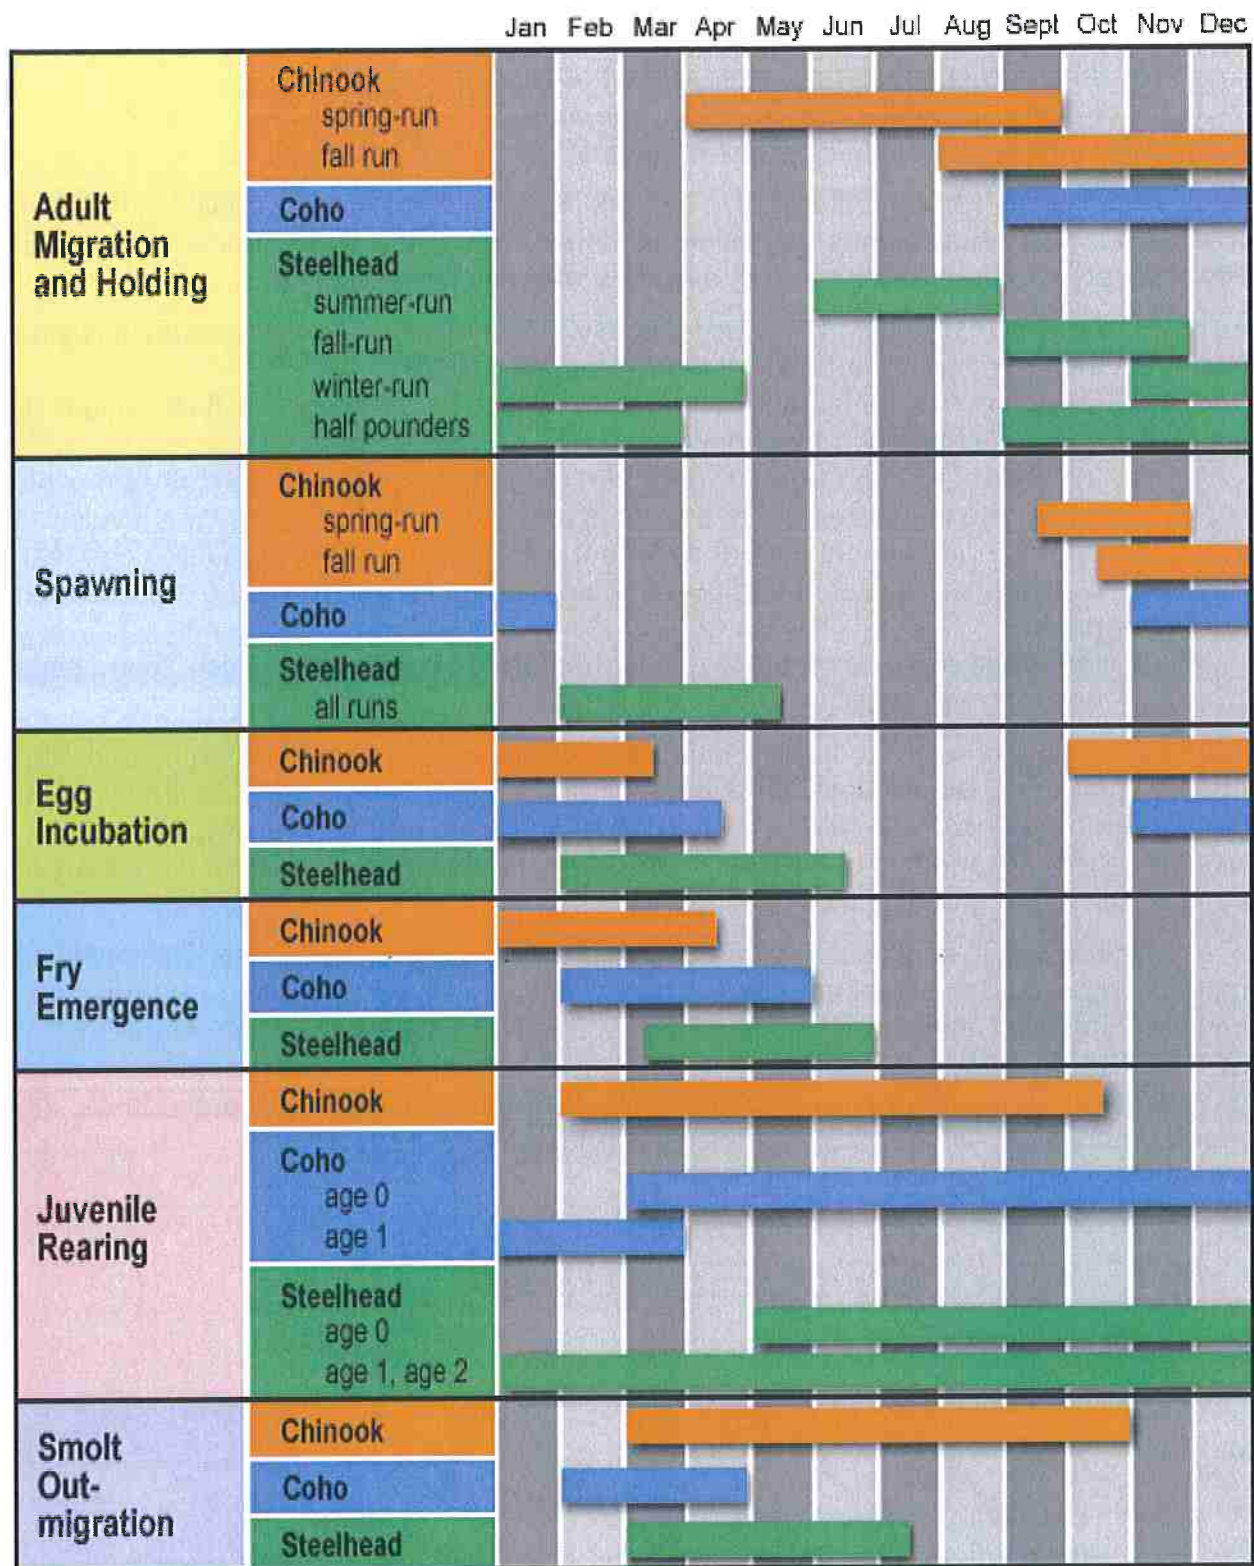 Jan Feb Mar Apr May Jun Jul Aug Sept Oct Nov Dec
Adult
Migration
and Holding
Chinook
spring-run
fall run
Coho
Steelhead
summer-run
fall-run
winter-run
half pounders
Spawning
Chinook
spring-run
fall run
Coho
Steelhead
all runs
Egg
Incubation
Chinook
Coho
Steelhead
Fry
Emergence
Chinook
Coho
Steelhead
Juvenile
Rearing
Chinook
Coho
age 0
age 1
Steelhead
age 0
age 1, age 2
Smolt
Out-
migration
Chinook
Coho
Steelhead